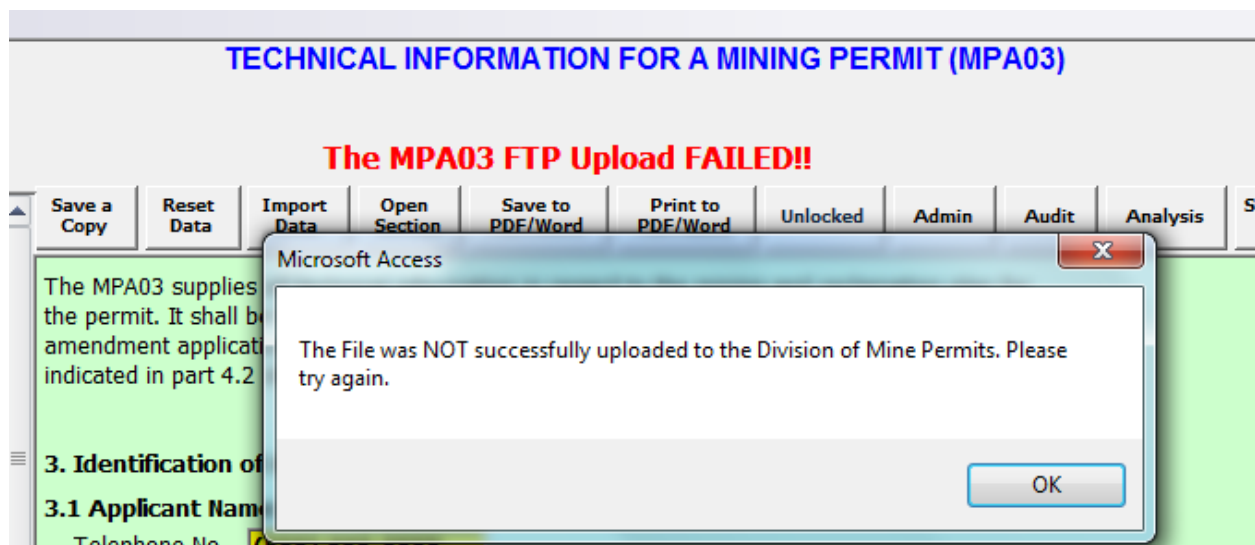 TECHNICAL INFORMATION FOR A MINING PERMIT (MPA03)
The MPA03 FTP Upload FAILED!!
Save a Copy
Reset Data
Import Data
Open Section
Save to PDF/Word
Print to PDF/Word
Unlocked
Admin
Audit
Analysis
S
Microsoft Access
The File was NOT successfully uploaded to the Division of Mine Permits. Please
try again.
OK
The MPA03 supplies
the permit. It shall
amendment
indicated in part 4.2
3. Identification of
3.1 Applicant
Telephone No.